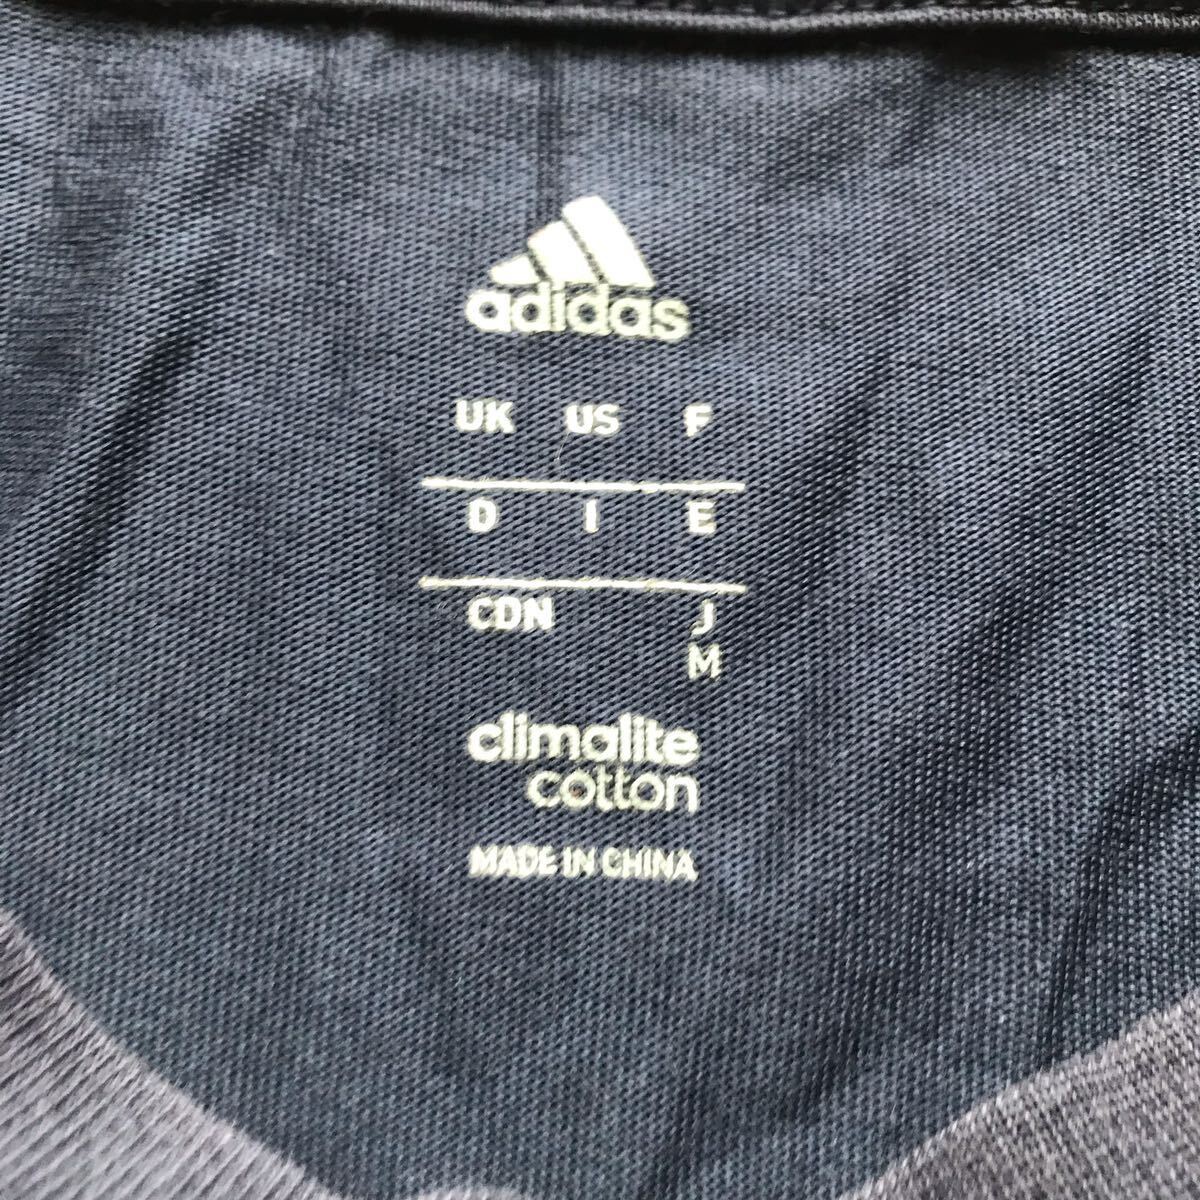 adidas
UK US F
D I E
CDN J
M
climalite
cotton
MADE IN CHINA